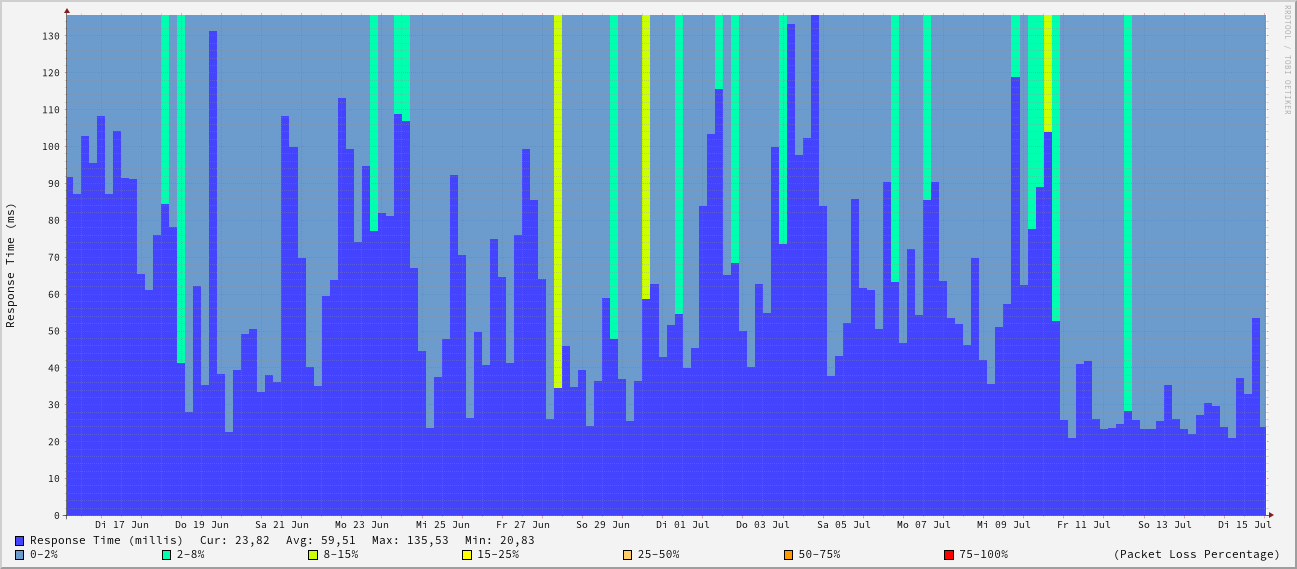 RRDTOOL / TOBI OETIKER
Response Time (ms)
130
120
110
100
90
80
70
60
50
40
30
20
10
0
Di 17 Jun Do 19 Jun Sa 21 Jun Mo 23 Jun Mi 25 Jun Fr 27 Jun So 29 Jun Di 01 Jul Do 03 Jul Sa 05 Jul Mo 07 Jul Mi 09 Jul Fr 11 Jul So 13 Jul Di 15 Jul
Response Time (millis) Cur: 23,82 Avg: 59,51 Max: 135,53 Min: 20,83
0-2% 2-8% 8-15% 15-25% 25-50% 50-75% 75-100% (Packet Loss Percentage)